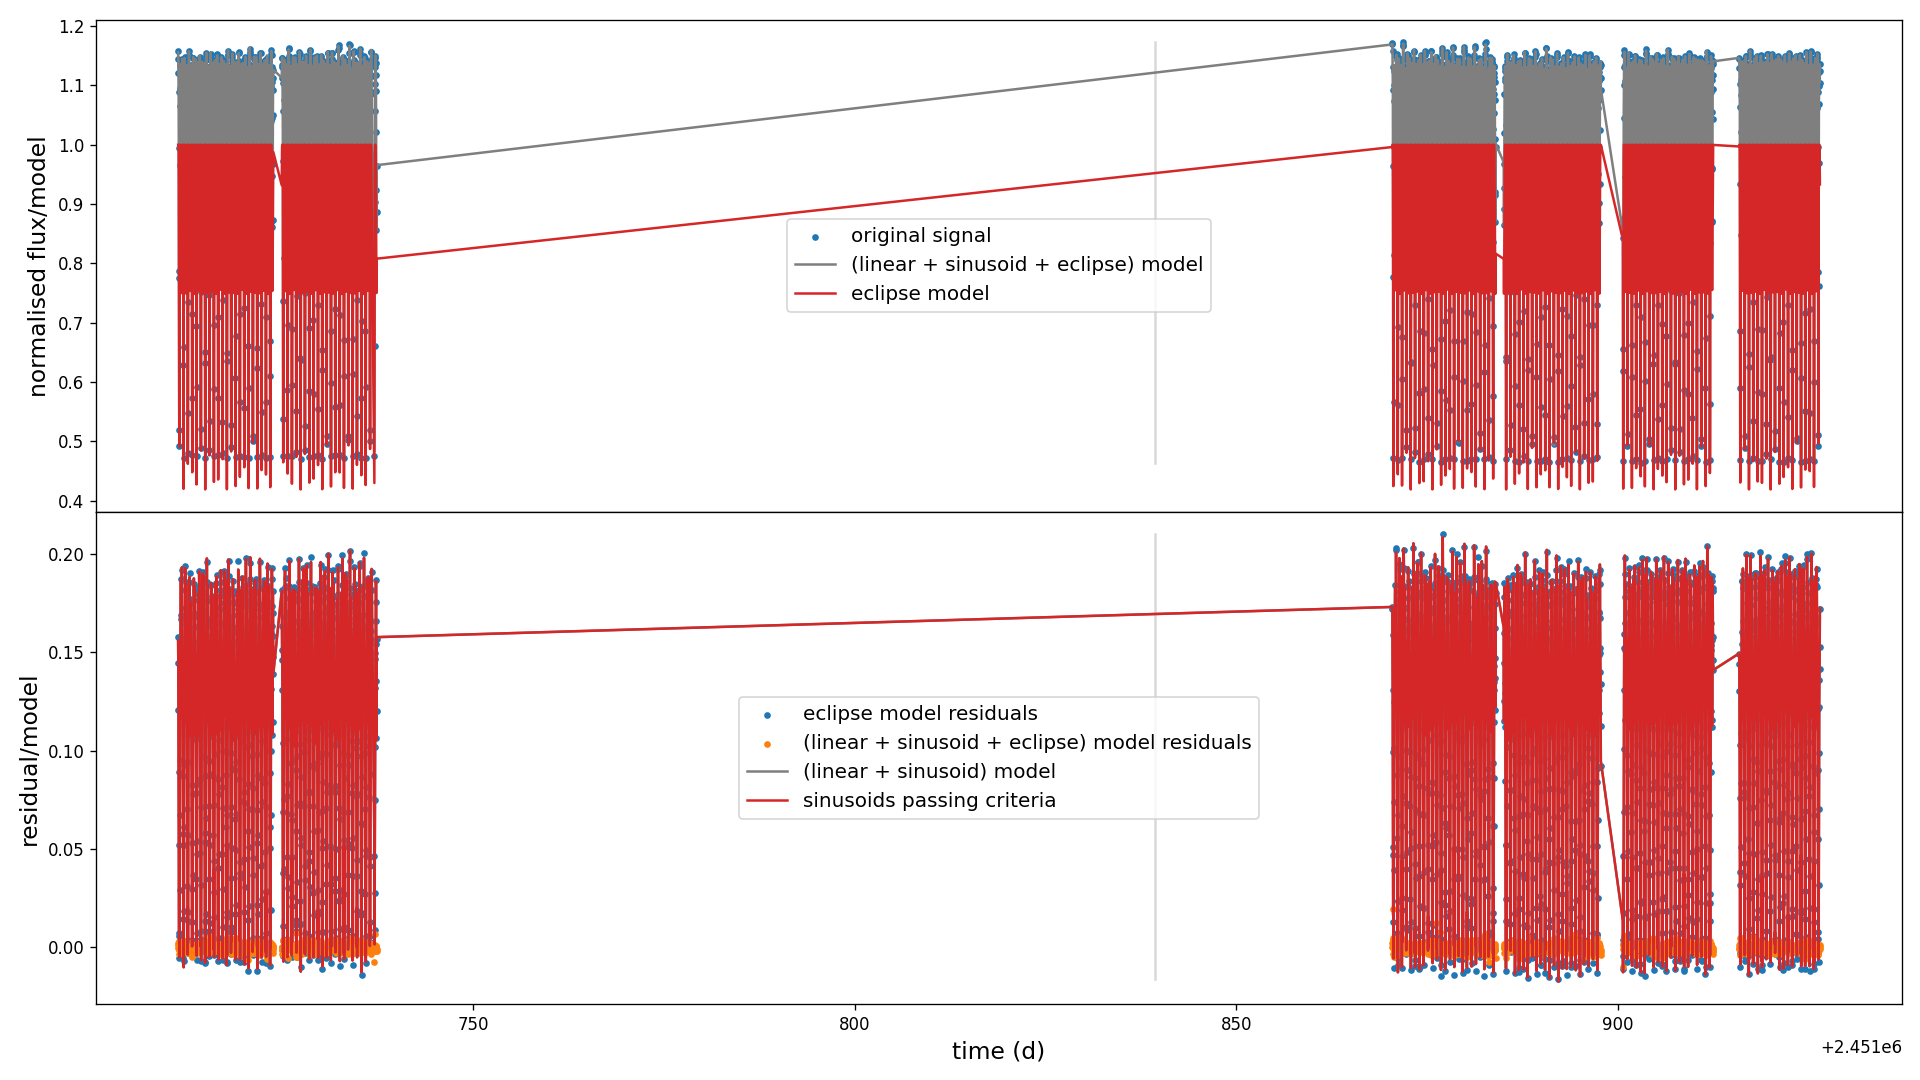 1.2
1.1
1.0
0.9
0.8
0.7
0.6
0.5
0.4
normalised flux/model
original signal
(linear + sinusoid + eclipse) model
eclipse model
0.20
0.15
0.10
0.05
0.00
residual/model
eclipse model residuals
(linear + sinusoid + eclipse) model residuals
(linear + sinusoid) model
sinusoids passing criteria
750 800 850 900
time (d)
+2.451e6